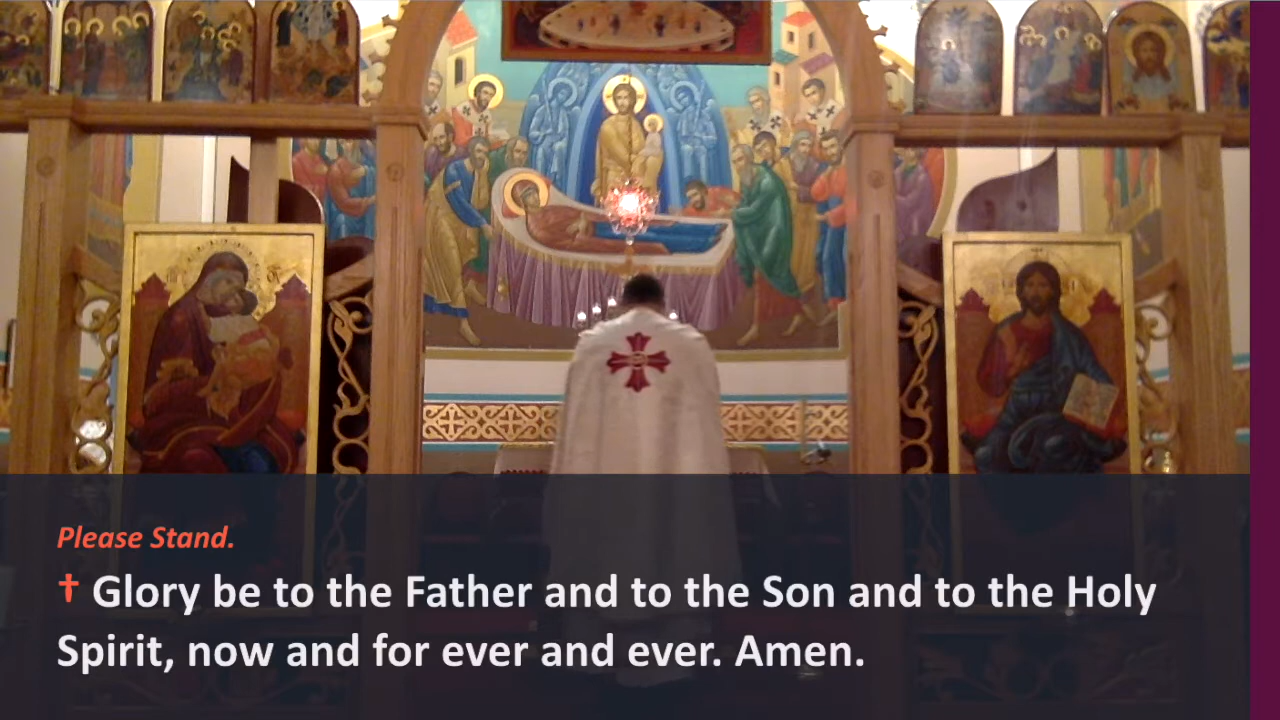 Please Stand.
† Glory be to the Father and to the Son and to the Holy
Spirit, now and for ever and ever. Amen.